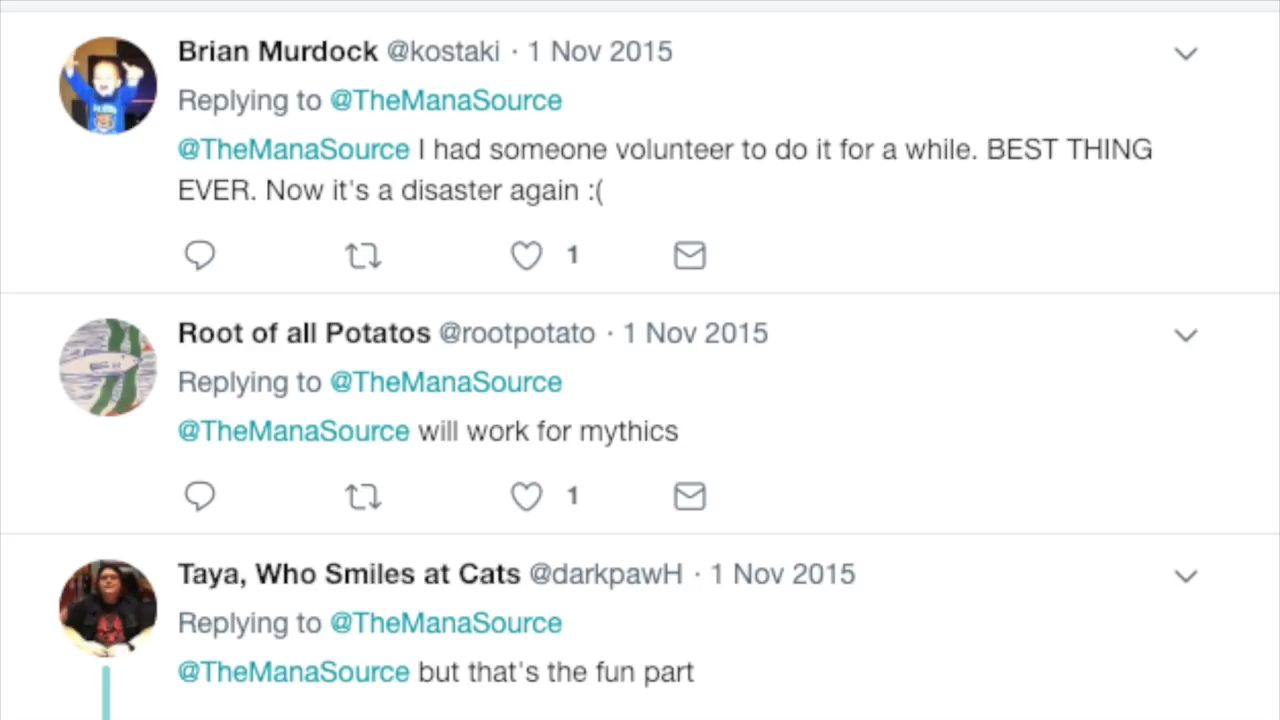 Brian Murdock @kostaki · 1 Nov 2015
Replying to @TheManaSource
@TheManaSource I had someone volunteer to do it for a while. BEST THING
EVER. Now it's a disaster again :(
1
Root of all Potatos @rootpotato · 1 Nov 2015
Replying to @TheManaSource
@TheManaSource will work for mythics
1
Taya, Who Smiles at Cats @darkpawH · 1 Nov 2015
Replying to @TheManaSource
@TheManaSource but that's the fun part